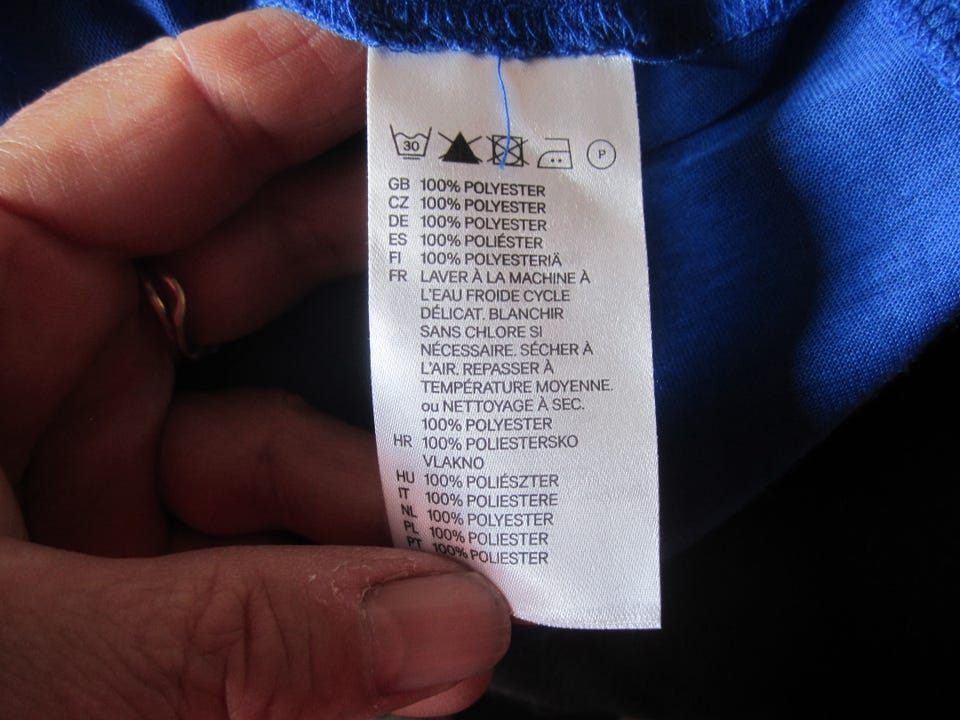 30 P
GB 100% POLYESTER
CZ 100% POLYESTER
DE 100% POLYESTER
ES 100% POLIÉSTER
FI 100% POLYESTERIÄ
FR LAVER À LA MACHINE À
L'EAU FROIDE CYCLE
DÉLICAT. BLANCHIR
SANS CHLORE SI
NÉCESSAIRE. SÉCHER À
L'AIR. REPASSER À
TEMPÉRATURE MOYENNE.
ou NETTOYAGE À SEC.
100% POLYESTER
HR 100% POLIESTERSKO
VLAKNO
HU 100% POLIÉSZTER
IT 100% POLIESTERE
NL 100% POLYESTER
PL 100% POLIESTER
PT 100% POLIESTER